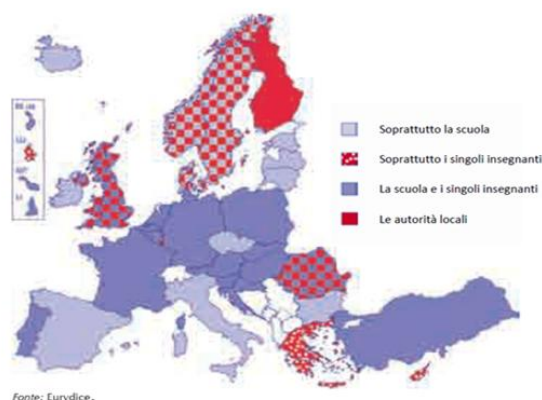 Soprattutto la scuola
Soprattutto i singoli insegnanti
La scuola e i singoli insegnanti
Le autorità locali
Fonte: Eurydice.